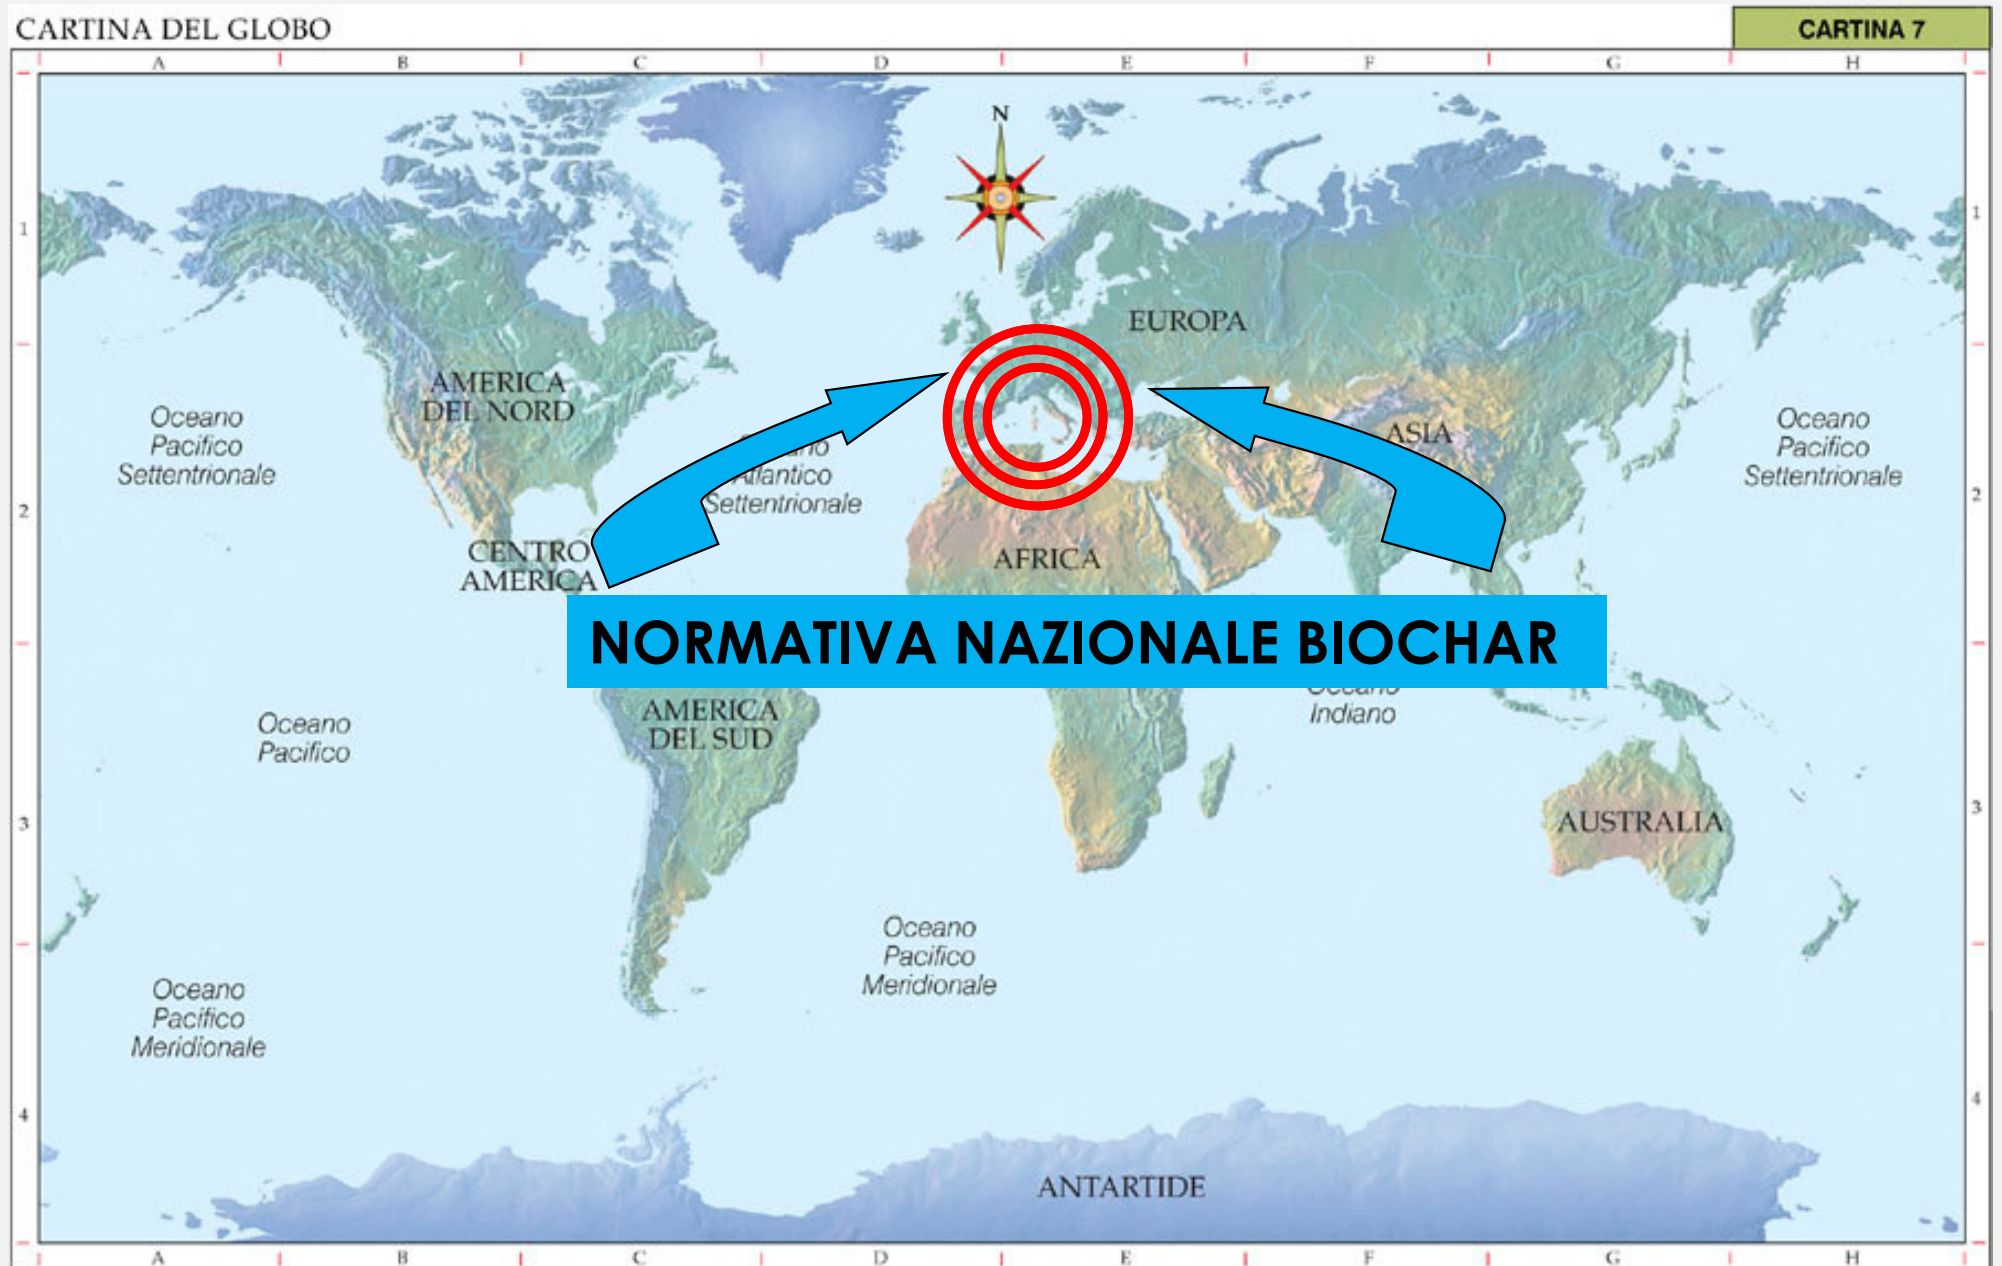 CARTINA DEL GLOBO
CARTINA 7
A B C D E F G H
N
1 1
EUROPA
AMERICA
DEL NORD
Oceano
Pacifico
Settentrionale
Atlantico
Settentrionale
ASIA
Oceano
Pacifico
Settentrionale
2 2
CENTRO
AMERICA
AFRICA
NORMATIVA NAZIONALE BIOCHAR
Oceano
Indiano
AMERICA
DEL SUD
Oceano
Pacifico
AUSTRALIA
3 3
Oceano
Pacifico
Meridionale
Oceano
Pacifico
Meridionale
4 4
ANTARTIDE
A B C D E F G H